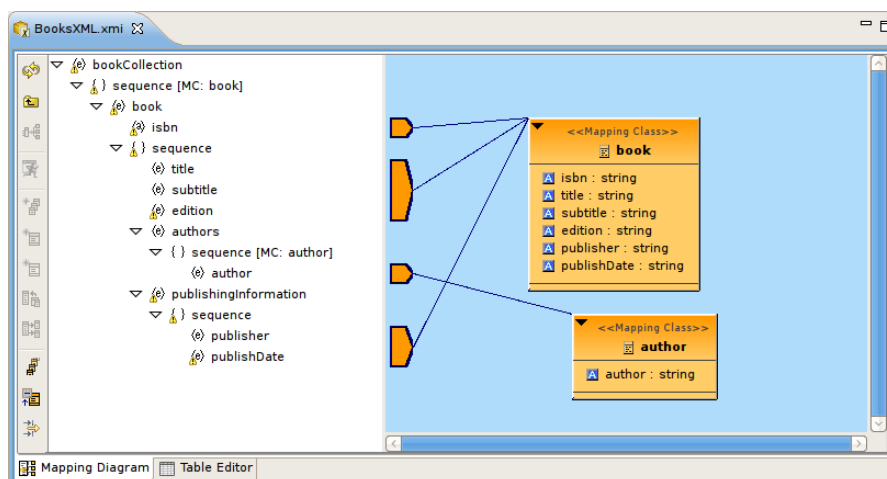 BooksXML.xmi
bookCollection
sequence [MC: book]
book
isbn
sequence
title
subtitle
edition
authors
sequence [MC: author]
author
publishingInformation
sequence
publisher
publishDate
<<Mapping Class>>
book
isbn : string
title : string
subtitle : string
edition : string
publisher : string
publishDate : string
<<Mapping Class>>
author
author : string
Mapping Diagram
Table Editor